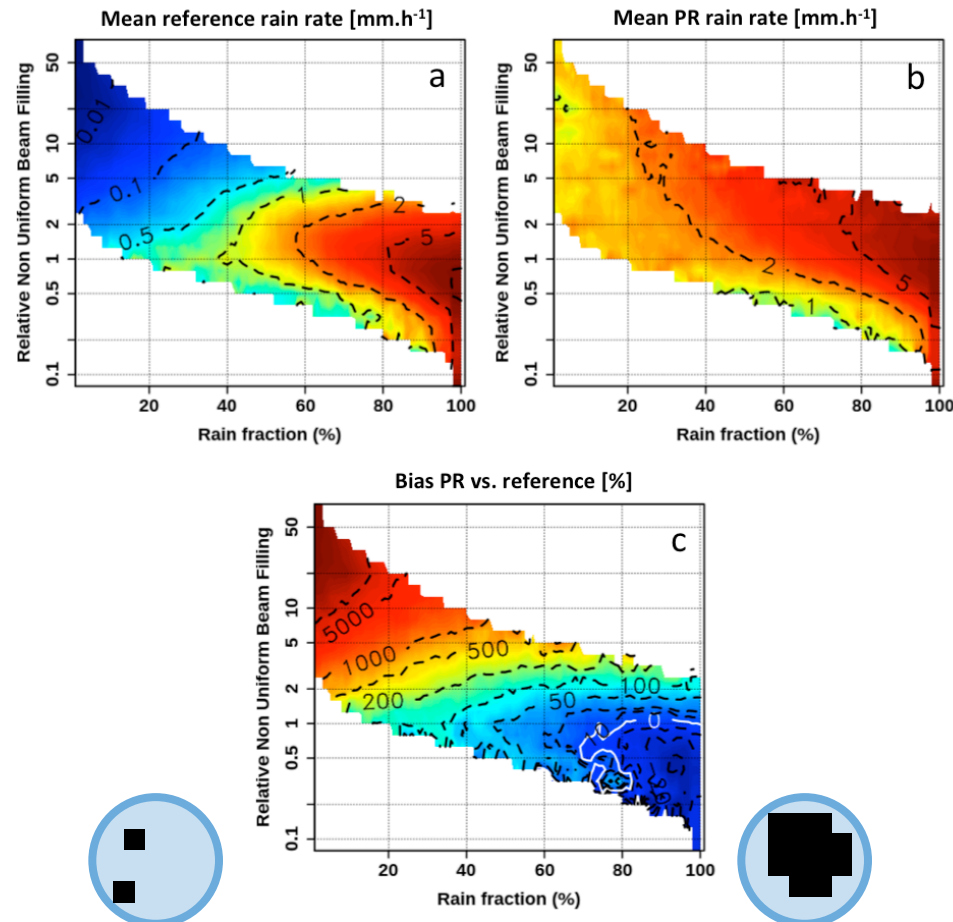 Mean reference rain rate [mm.h⁻¹]
Mean PR rain rate [mm.h⁻¹]
Relative Non Uniform Beam Filling
50
10
5
2
1
0.5
0.1
a
0.01
0.1
0.5
1
2
5
20 40 60 80 100
Rain fraction (%)
Relative Non Uniform Beam Filling
50
10
5
2
1
0.5
0.1
b
2
5
1
20 40 60 80 100
Rain fraction (%)
Bias PR vs. reference [%]
Relative Non Uniform Beam Filling
50
10
5
2
1
0.5
0.1
c
5000
1000
500
200
100
50
10
0
20 40 60 80 100
Rain fraction (%)